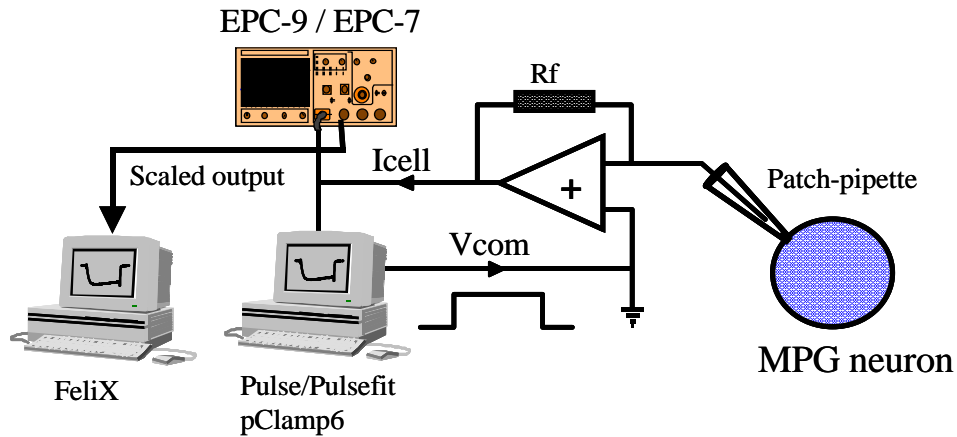 EPC-9 / EPC-7
Rf
Scaled output
Icell
+
Patch-pipette
Vcom
MPG neuron
FeliX
Pulse/Pulsefit
pClamp6